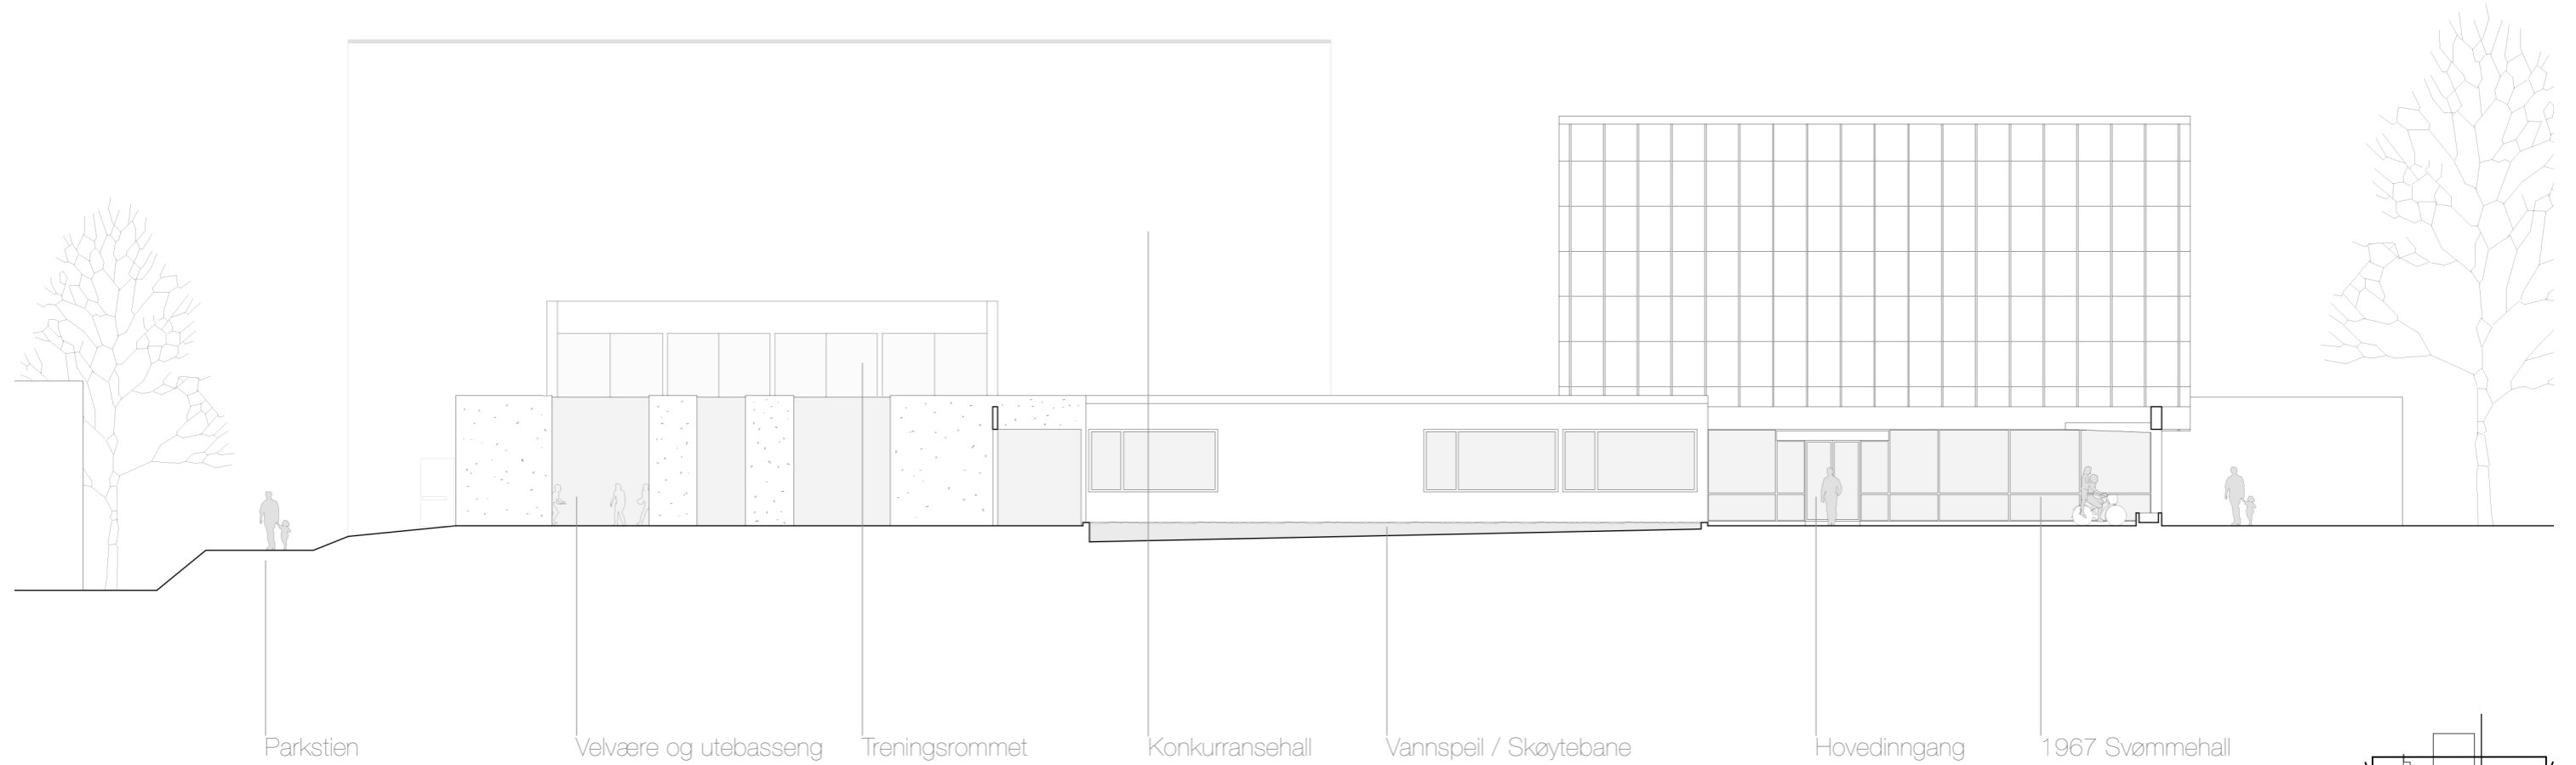 Parkstien
Velvære og utebasseng
Treningsrommet
Konkurransehall
Vannspeil / Skøytebane
Hovedinngang
1967 Svømmehall